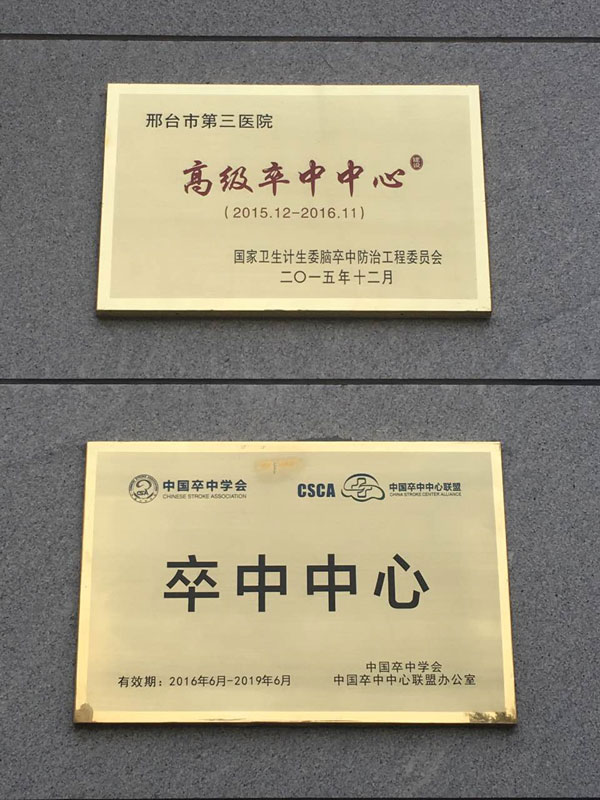 邢台市第三医院
高级卒中中心 建设
(2015.12-2016.11)
国家卫生计生委脑卒中防治工程委员会
二〇一五年十二月
中国卒中学会
CHINESE STROKE ASSOCIATION
CSCA 中国卒中中心联盟
CHINA STROKE CENTER ALLIANCE
卒中中心
有效期：2016年6月-2019年6月
中国卒中学会
中国卒中中心联盟办公室